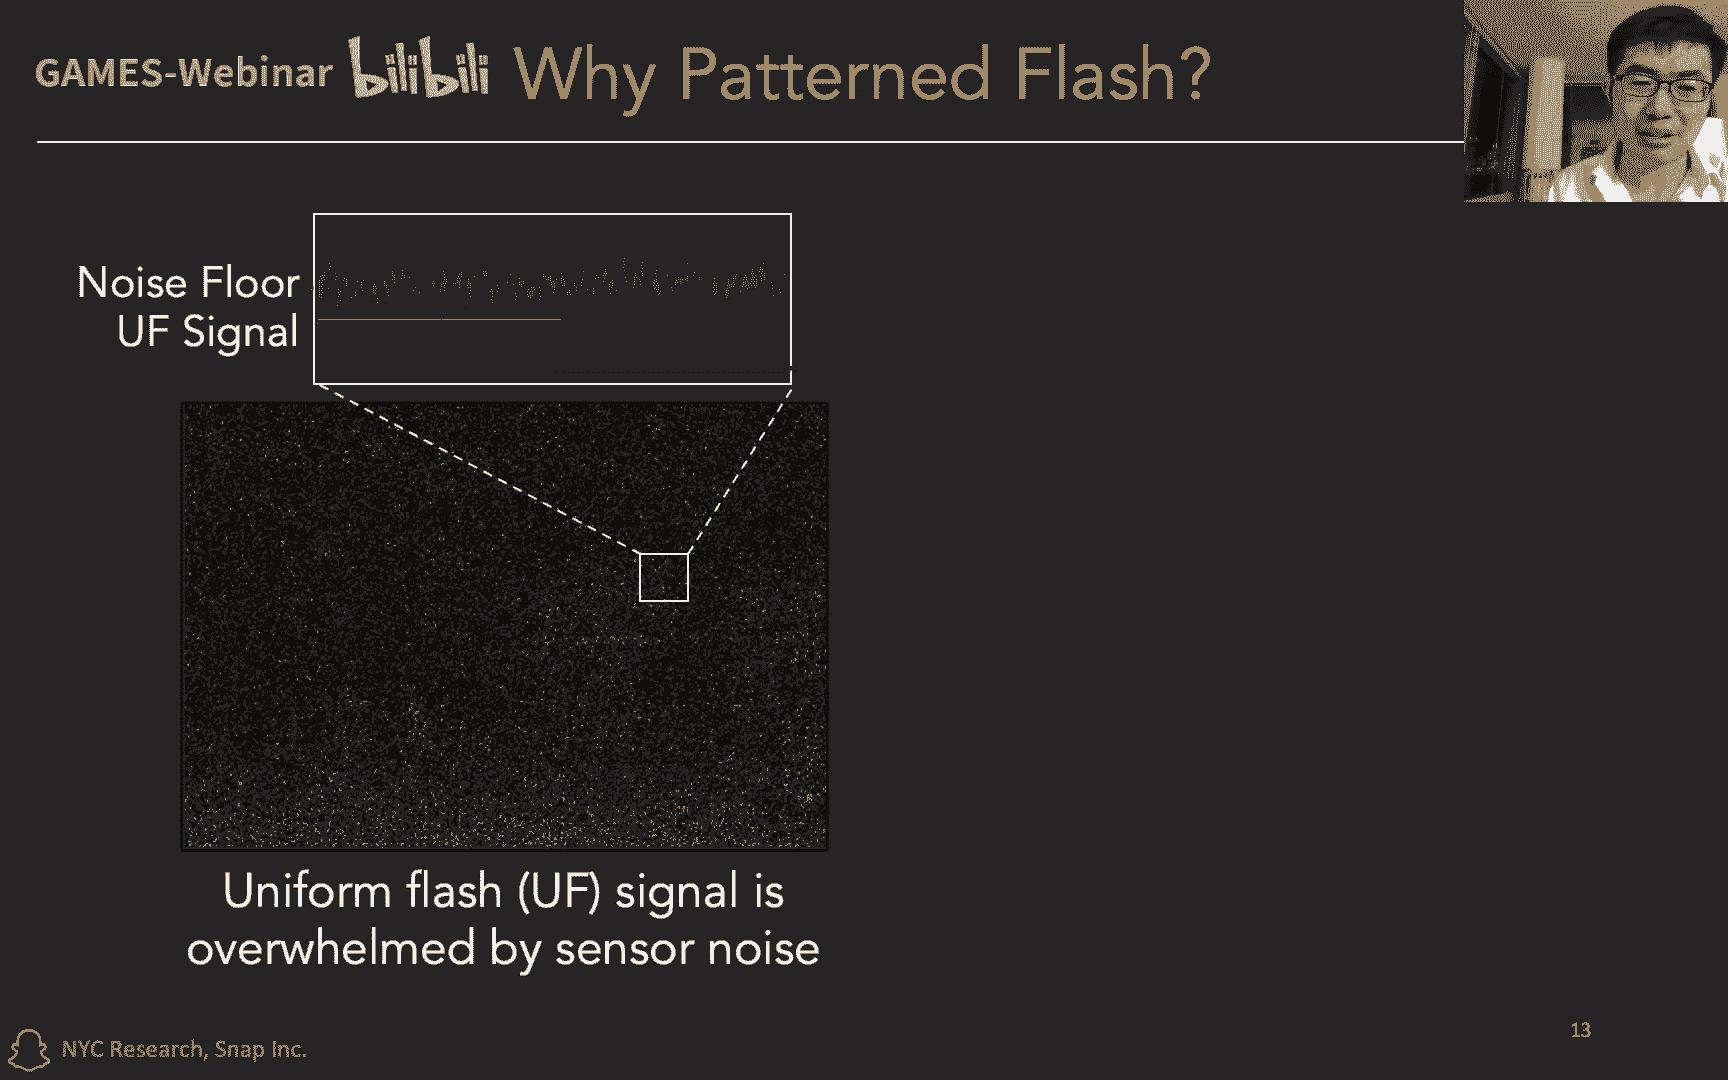 GAMES-Webinar bilibili Why Patterned Flash?
Noise Floor
UF Signal
Uniform flash (UF) signal is
overwhelmed by sensor noise
NYC Research, Snap Inc.
13